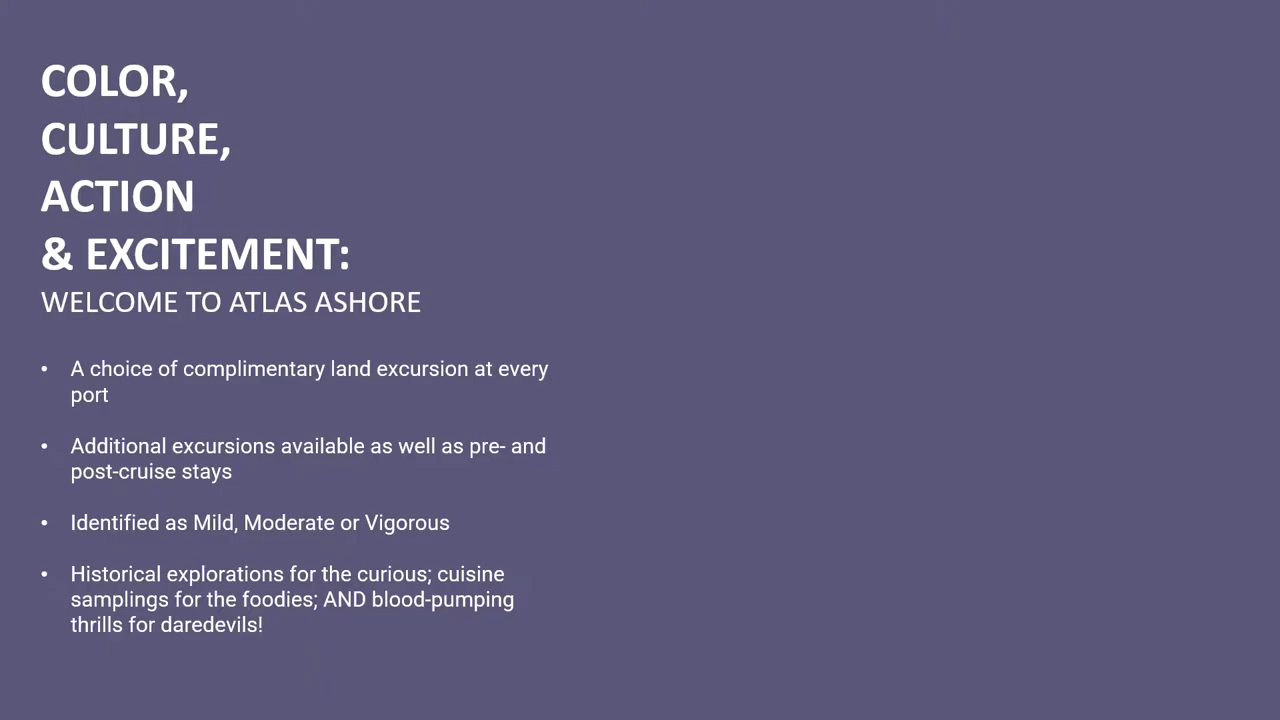 COLOR,
CULTURE,
ACTION
& EXCITEMENT:
WELCOME TO ATLAS ASHORE
• A choice of complimentary land excursion at every
port
• Additional excursions available as well as pre- and
post-cruise stays
• Identified as Mild, Moderate or Vigorous
• Historical explorations for the curious; cuisine
samplings for the foodies; AND blood-pumping
thrills for daredevils!